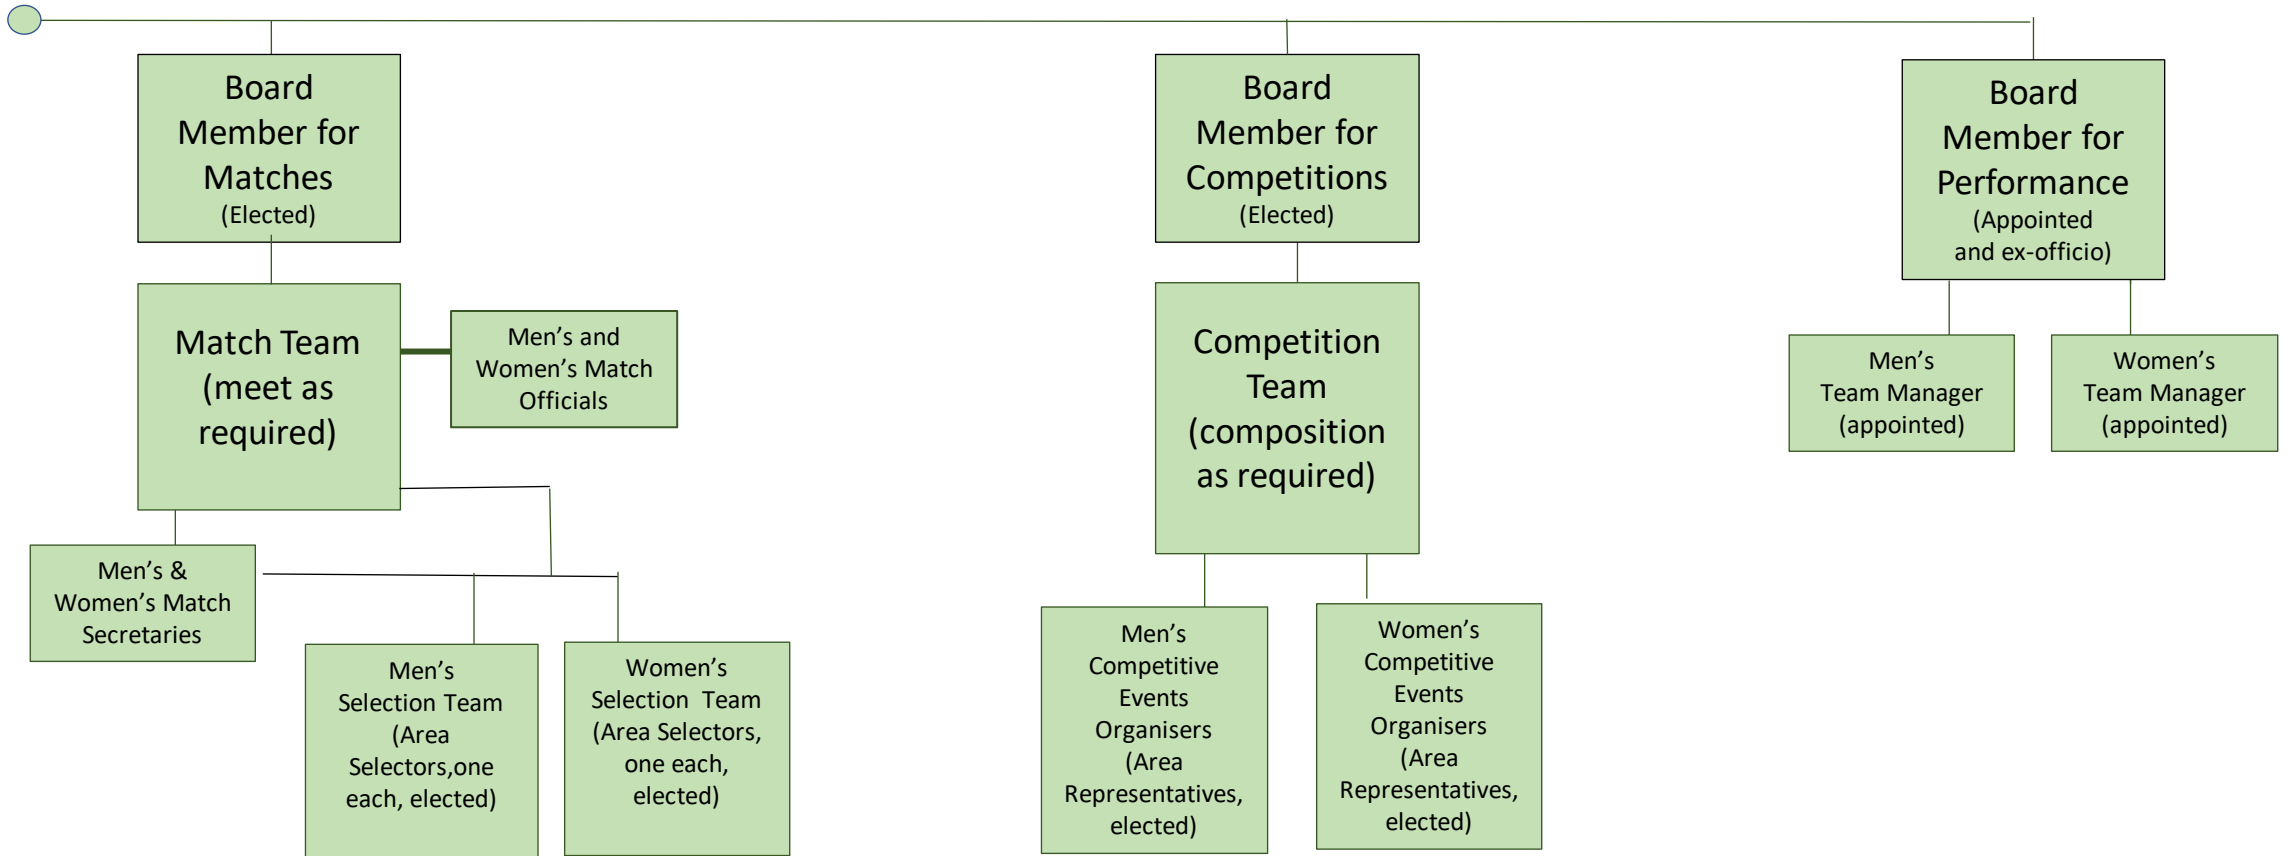 Board
Member for
Matches
(Elected)
Board
Member for
Competitions
(Elected)
Board
Member for
Performance
(Appointed
and ex-officio)
Match Team
(meet as
required)
Men’s and
Women’s Match
Officials
Competition
Team
(composition
as required)
Men’s
Team Manager
(appointed)
Women’s
Team Manager
(appointed)
Men’s &
Women’s Match
Secretaries
Men’s
Selection Team
(Area
Selectors,one
each, elected)
Women’s
Selection Team
(Area Selectors,
one each,
elected)
Men’s
Competitive
Events
Organisers
(Area
Representatives,
elected)
Women’s
Competitive
Events
Organisers
(Area
Representatives,
elected)